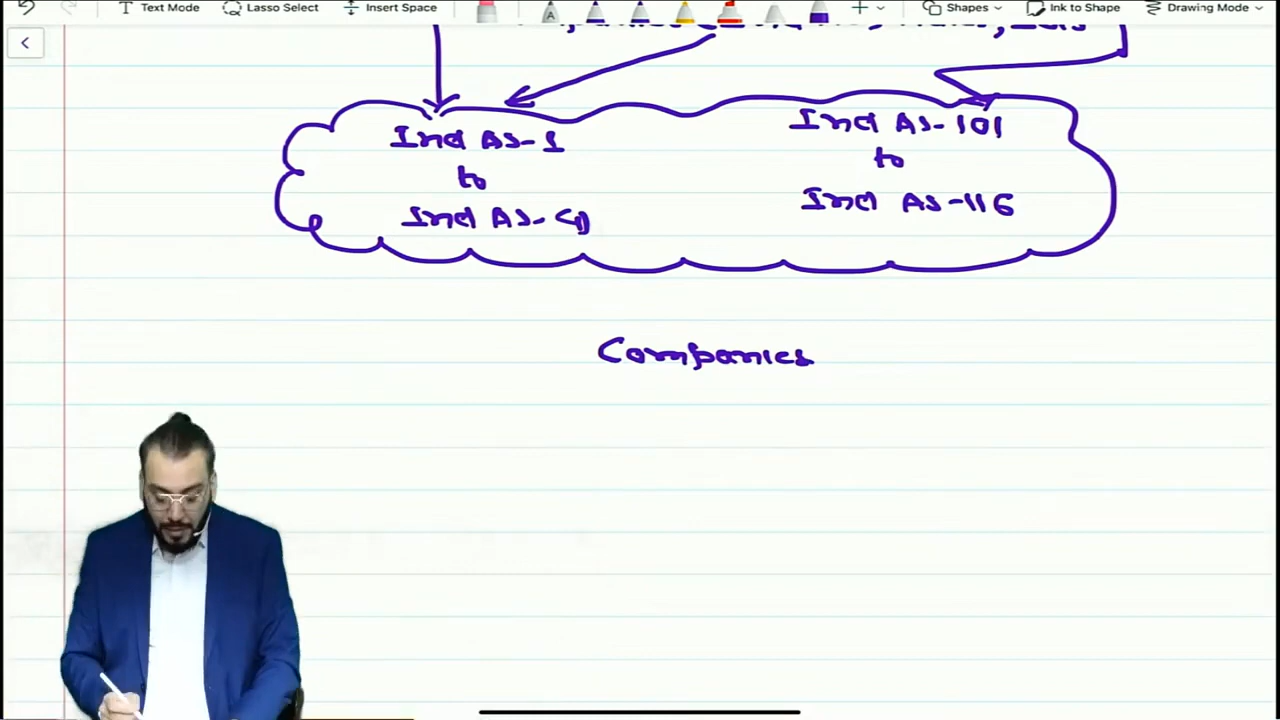 Text Mode Lasso Select Insert Space Shapes Ink to Shape Drawing Mode
A
Ind AS-1
to
Ind AS-41
Ind AS-101
to
Ind AS-116
Companies